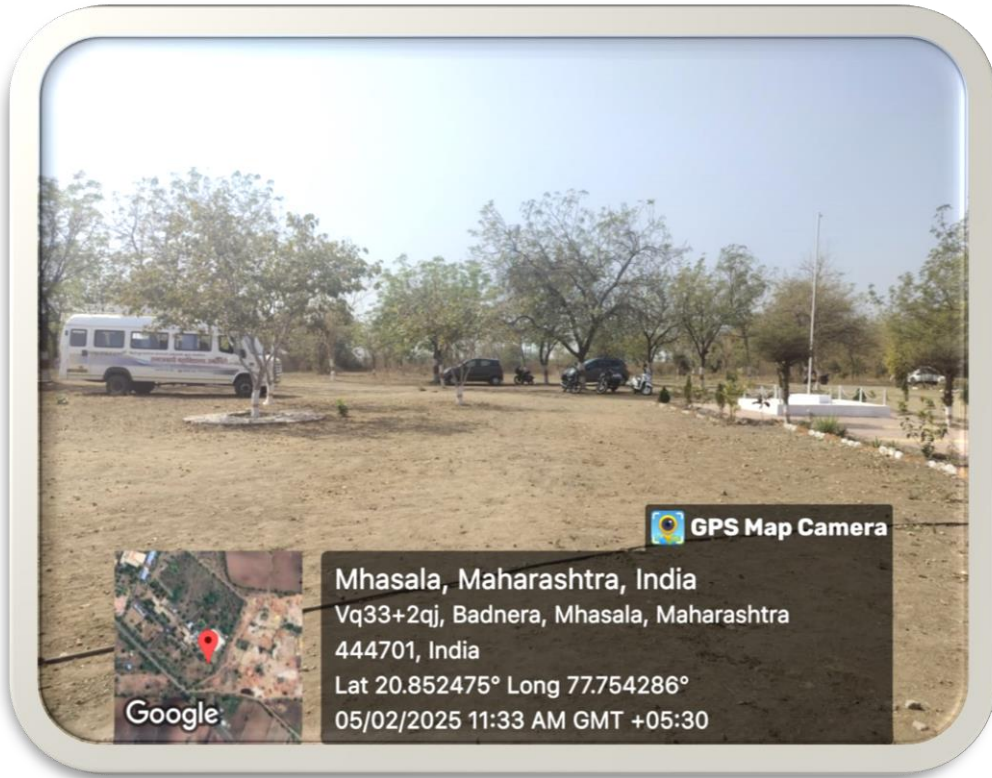 GPS Map Camera
Mhasala, Maharashtra, India
Vq33+2qj, Badnera, Mhasala, Maharashtra
444701, India
Lat 20.852475° Long 77.754286°
05/02/2025 11:33 AM GMT +05:30
Google